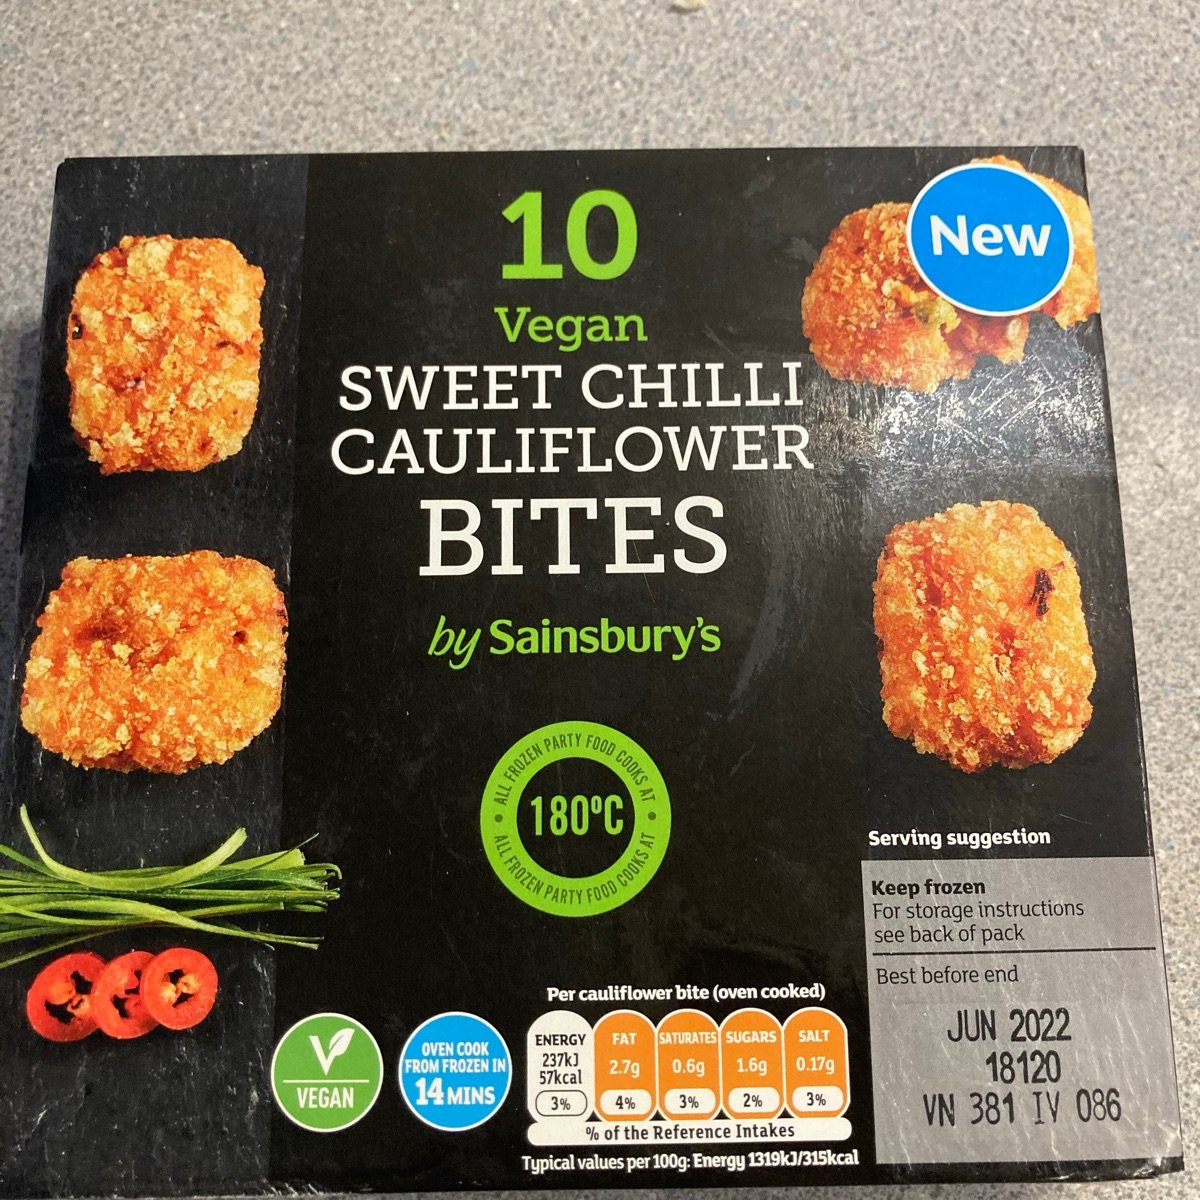 10
Vegan
SWEET CHILLI
CAULIFLOWER
BITES
by Sainsbury's
New
ALL FROZEN PARTY FOOD COOKS AT
180ºC
ALL FROZEN PARTY FOOD COOKS AT
Serving suggestion
Keep frozen
For storage instructions
see back of pack
Best before end
JUN 2022
18120
VN 381 IV 086
VEGAN
OVEN COOK
FROM FROZEN IN
14 MINS
Per cauliflower bite (oven cooked)
ENERGY FAT SATURATES SUGARS SALT
237kJ
57kcal 2.7g 0.6g 1.6g 0.17g
3% 4% 3% 2% 3%
% of the Reference Intakes
Typical values per 100g: Energy 1319kJ/315kcal